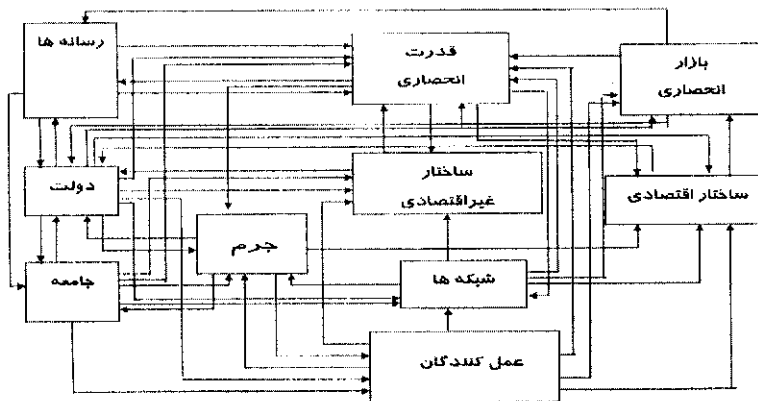 رسانه ها
قدرت
انحصاری
بازار
انحصاری
دولت
ساختار
غیراقتصادی
ساختار اقتصادی
جرم
جامعه
شبکه ها
عمل کنندگان